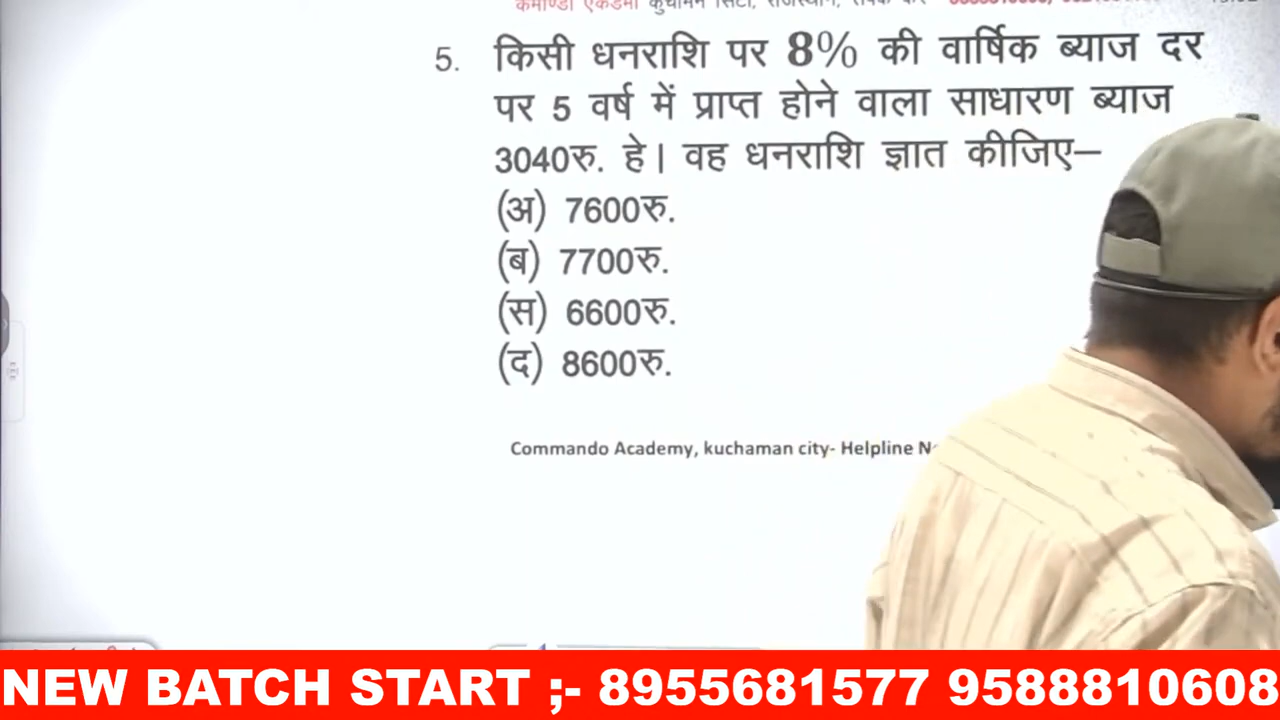 5. किसी धनराशि पर 8% की वार्षिक ब्याज दर
पर 5 वर्ष में प्राप्त होने वाला साधारण ब्याज
3040रु. हे। वह धनराशि ज्ञात कीजिए–
(अ) 7600रु.
(ब) 7700रु.
(स) 6600रु.
(द) 8600रु.
Commando Academy, kuchaman city- Helpline
NEW BATCH START ;- 8955681577 9588810608